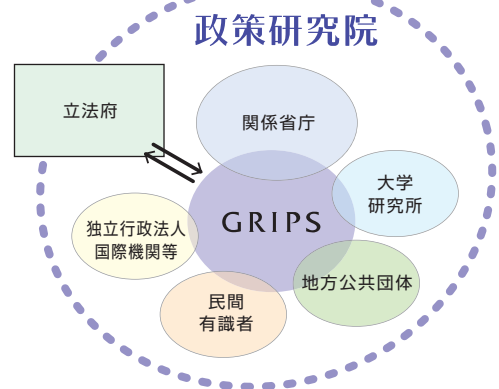 政策研究院
立法府
関係省庁
大学
研究所
GRIPS
独立行政法人
国際機関等
地方公共団体
民間
有識者